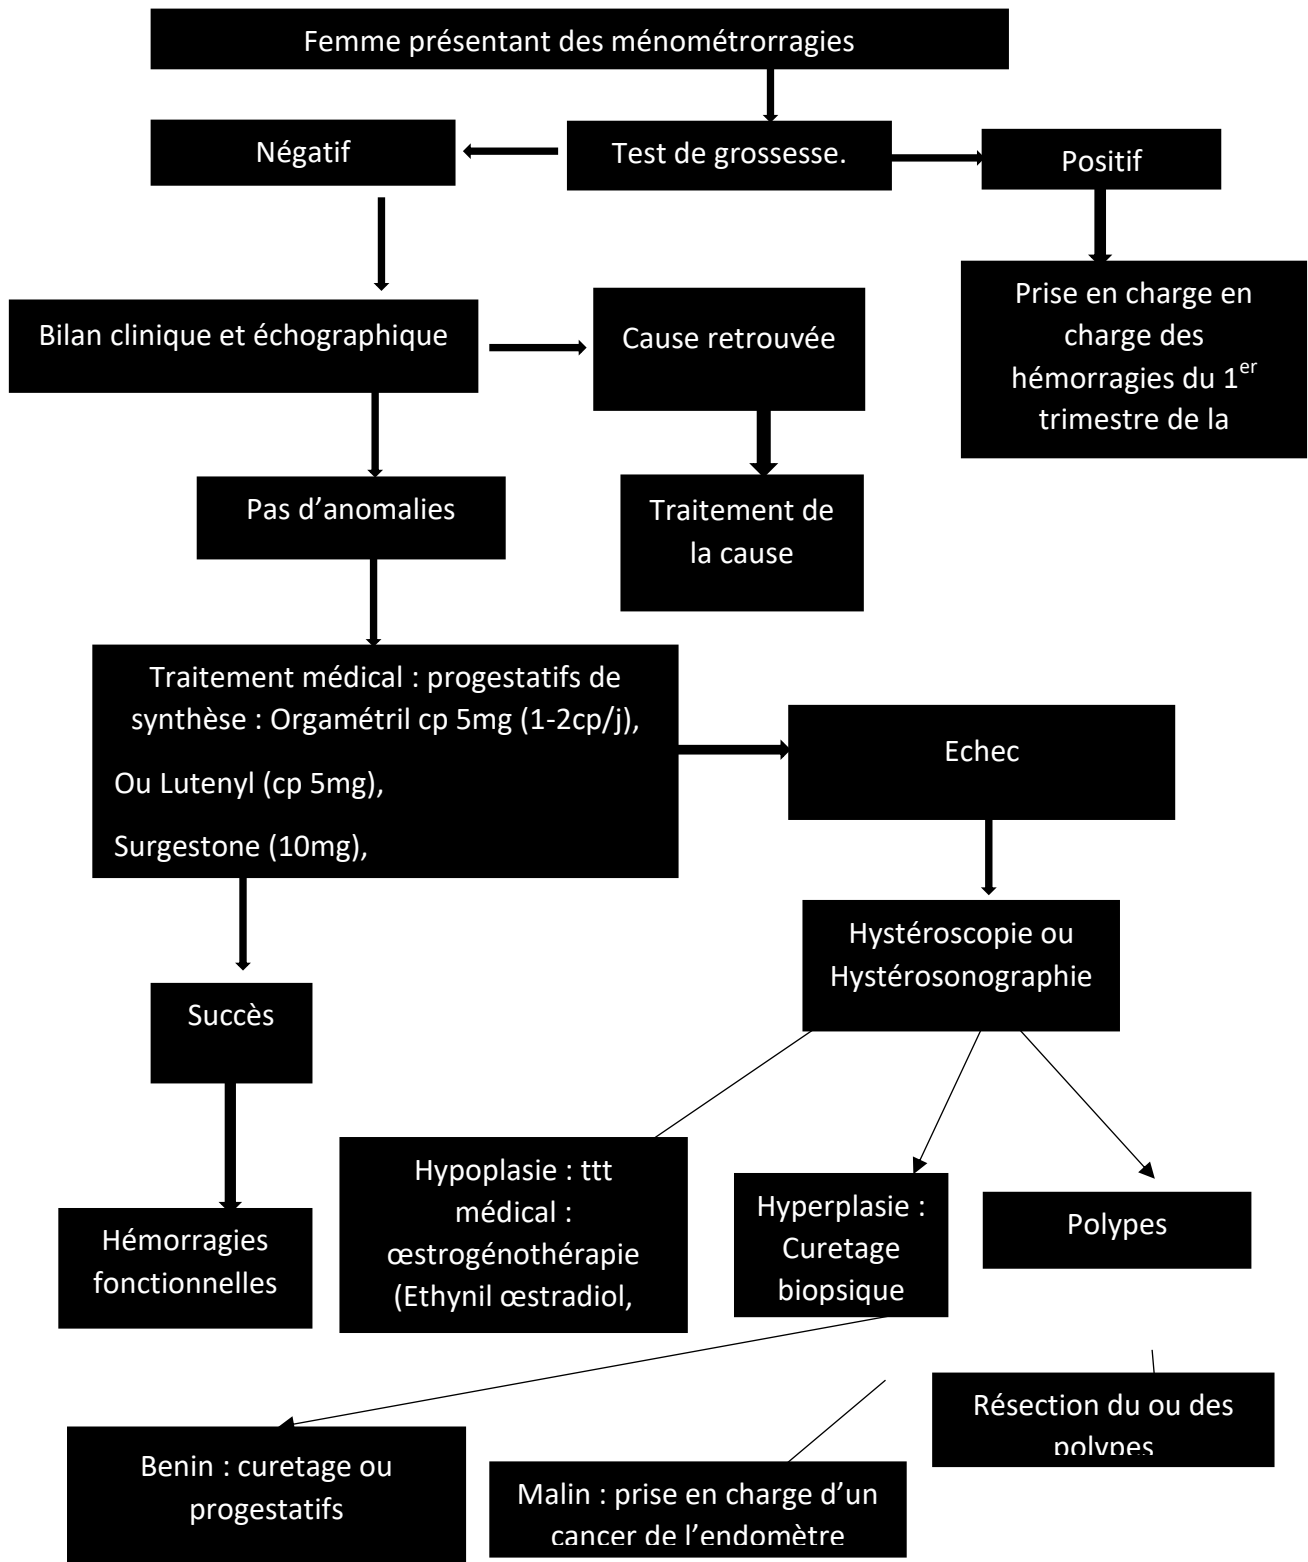 Femme présentant des ménométrorragies
Négatif
Test de grossesse.
Positif
Prise en charge en
charge des
hémorragies du 1er
trimestre de la
Bilan clinique et échographique
Cause retrouvée
Pas d’anomalies
Traitement de
la cause
Traitement médical : progestatifs de
synthèse : Orgamétril cp 5mg (1-2cp/j),
Ou Lutenyl (cp 5mg),
Surgestone (10mg),
Echec
Hystéroscopie ou
Hystérosonographie
Succès
Hémorragies
fonctionnelles
Hypoplasie : ttt
médical :
œstrogénothérapie
(Ethynil œstradiol,
Hyperplasie :
Curetage
biopsique
Polypes
Résection du ou des
polypes
Benin : curetage ou
progestatifs
Malin : prise en charge d’un
cancer de l’endomètre